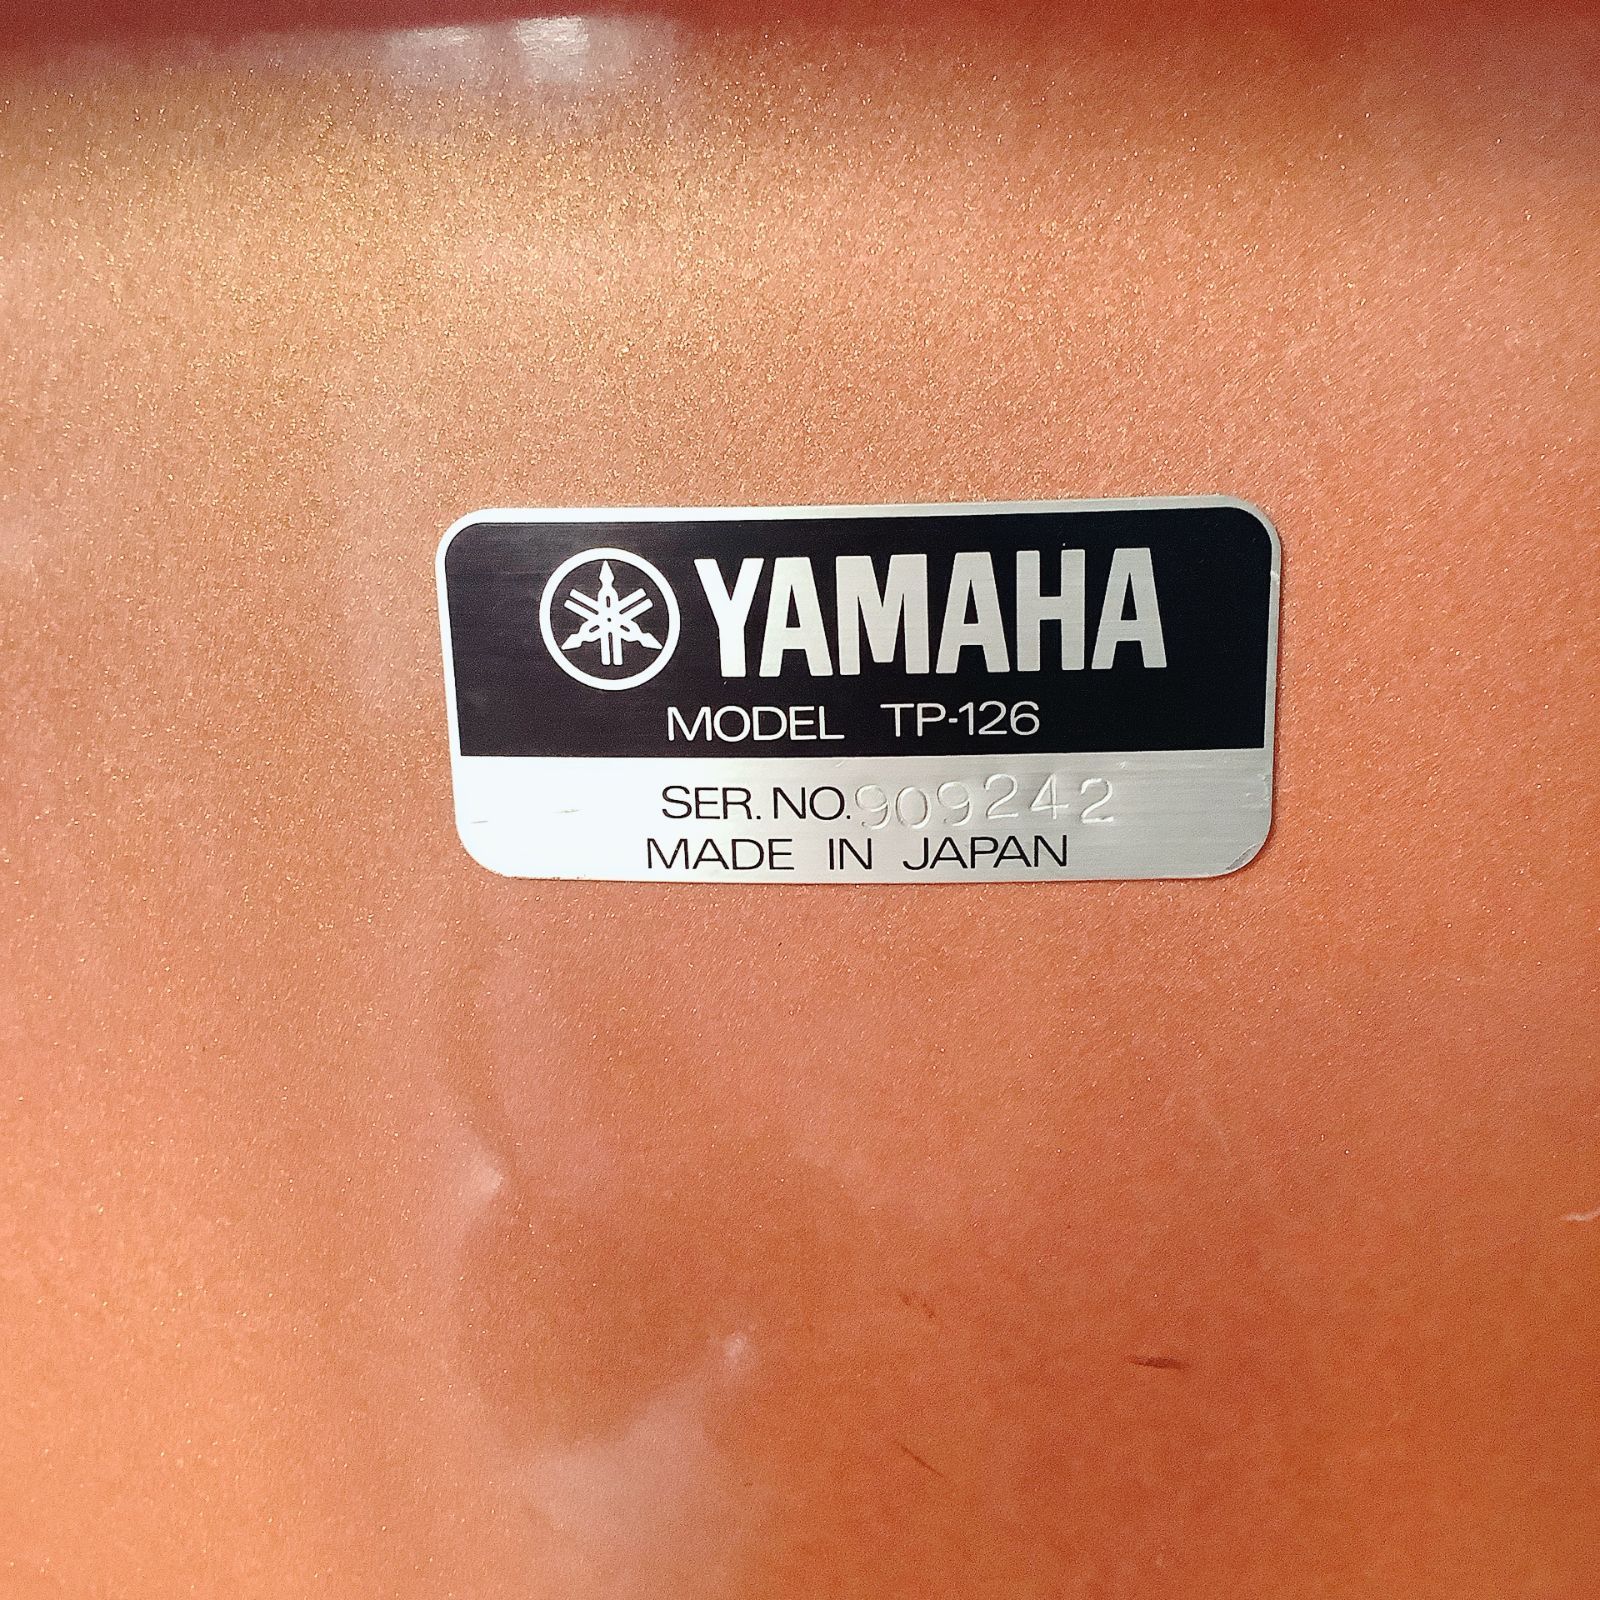 YAMAHA
MODEL TP-126
SER. NO. 909242
MADE IN JAPAN